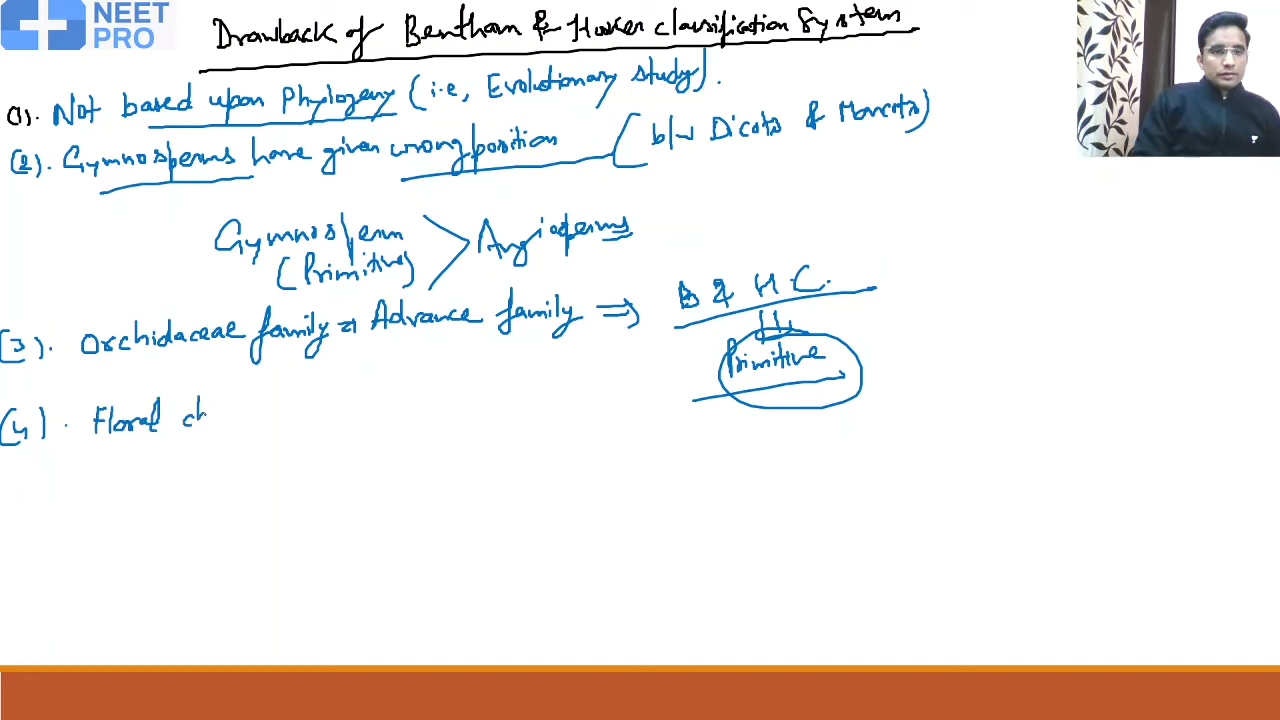 NEET
PRO
Drawback of Bentham & Hooker classification System
(1). Not based upon Phylogeny (i.e, Evolutionary study).
(2). Gymnosperms have given wrong position [b/w Dicots & Monocots)
Gymnosperm > Angiosperms
(Primitive)
(3). Orchidaceae family → Advance family ⇒ B & H C.
Primitive
(4). Floral ch